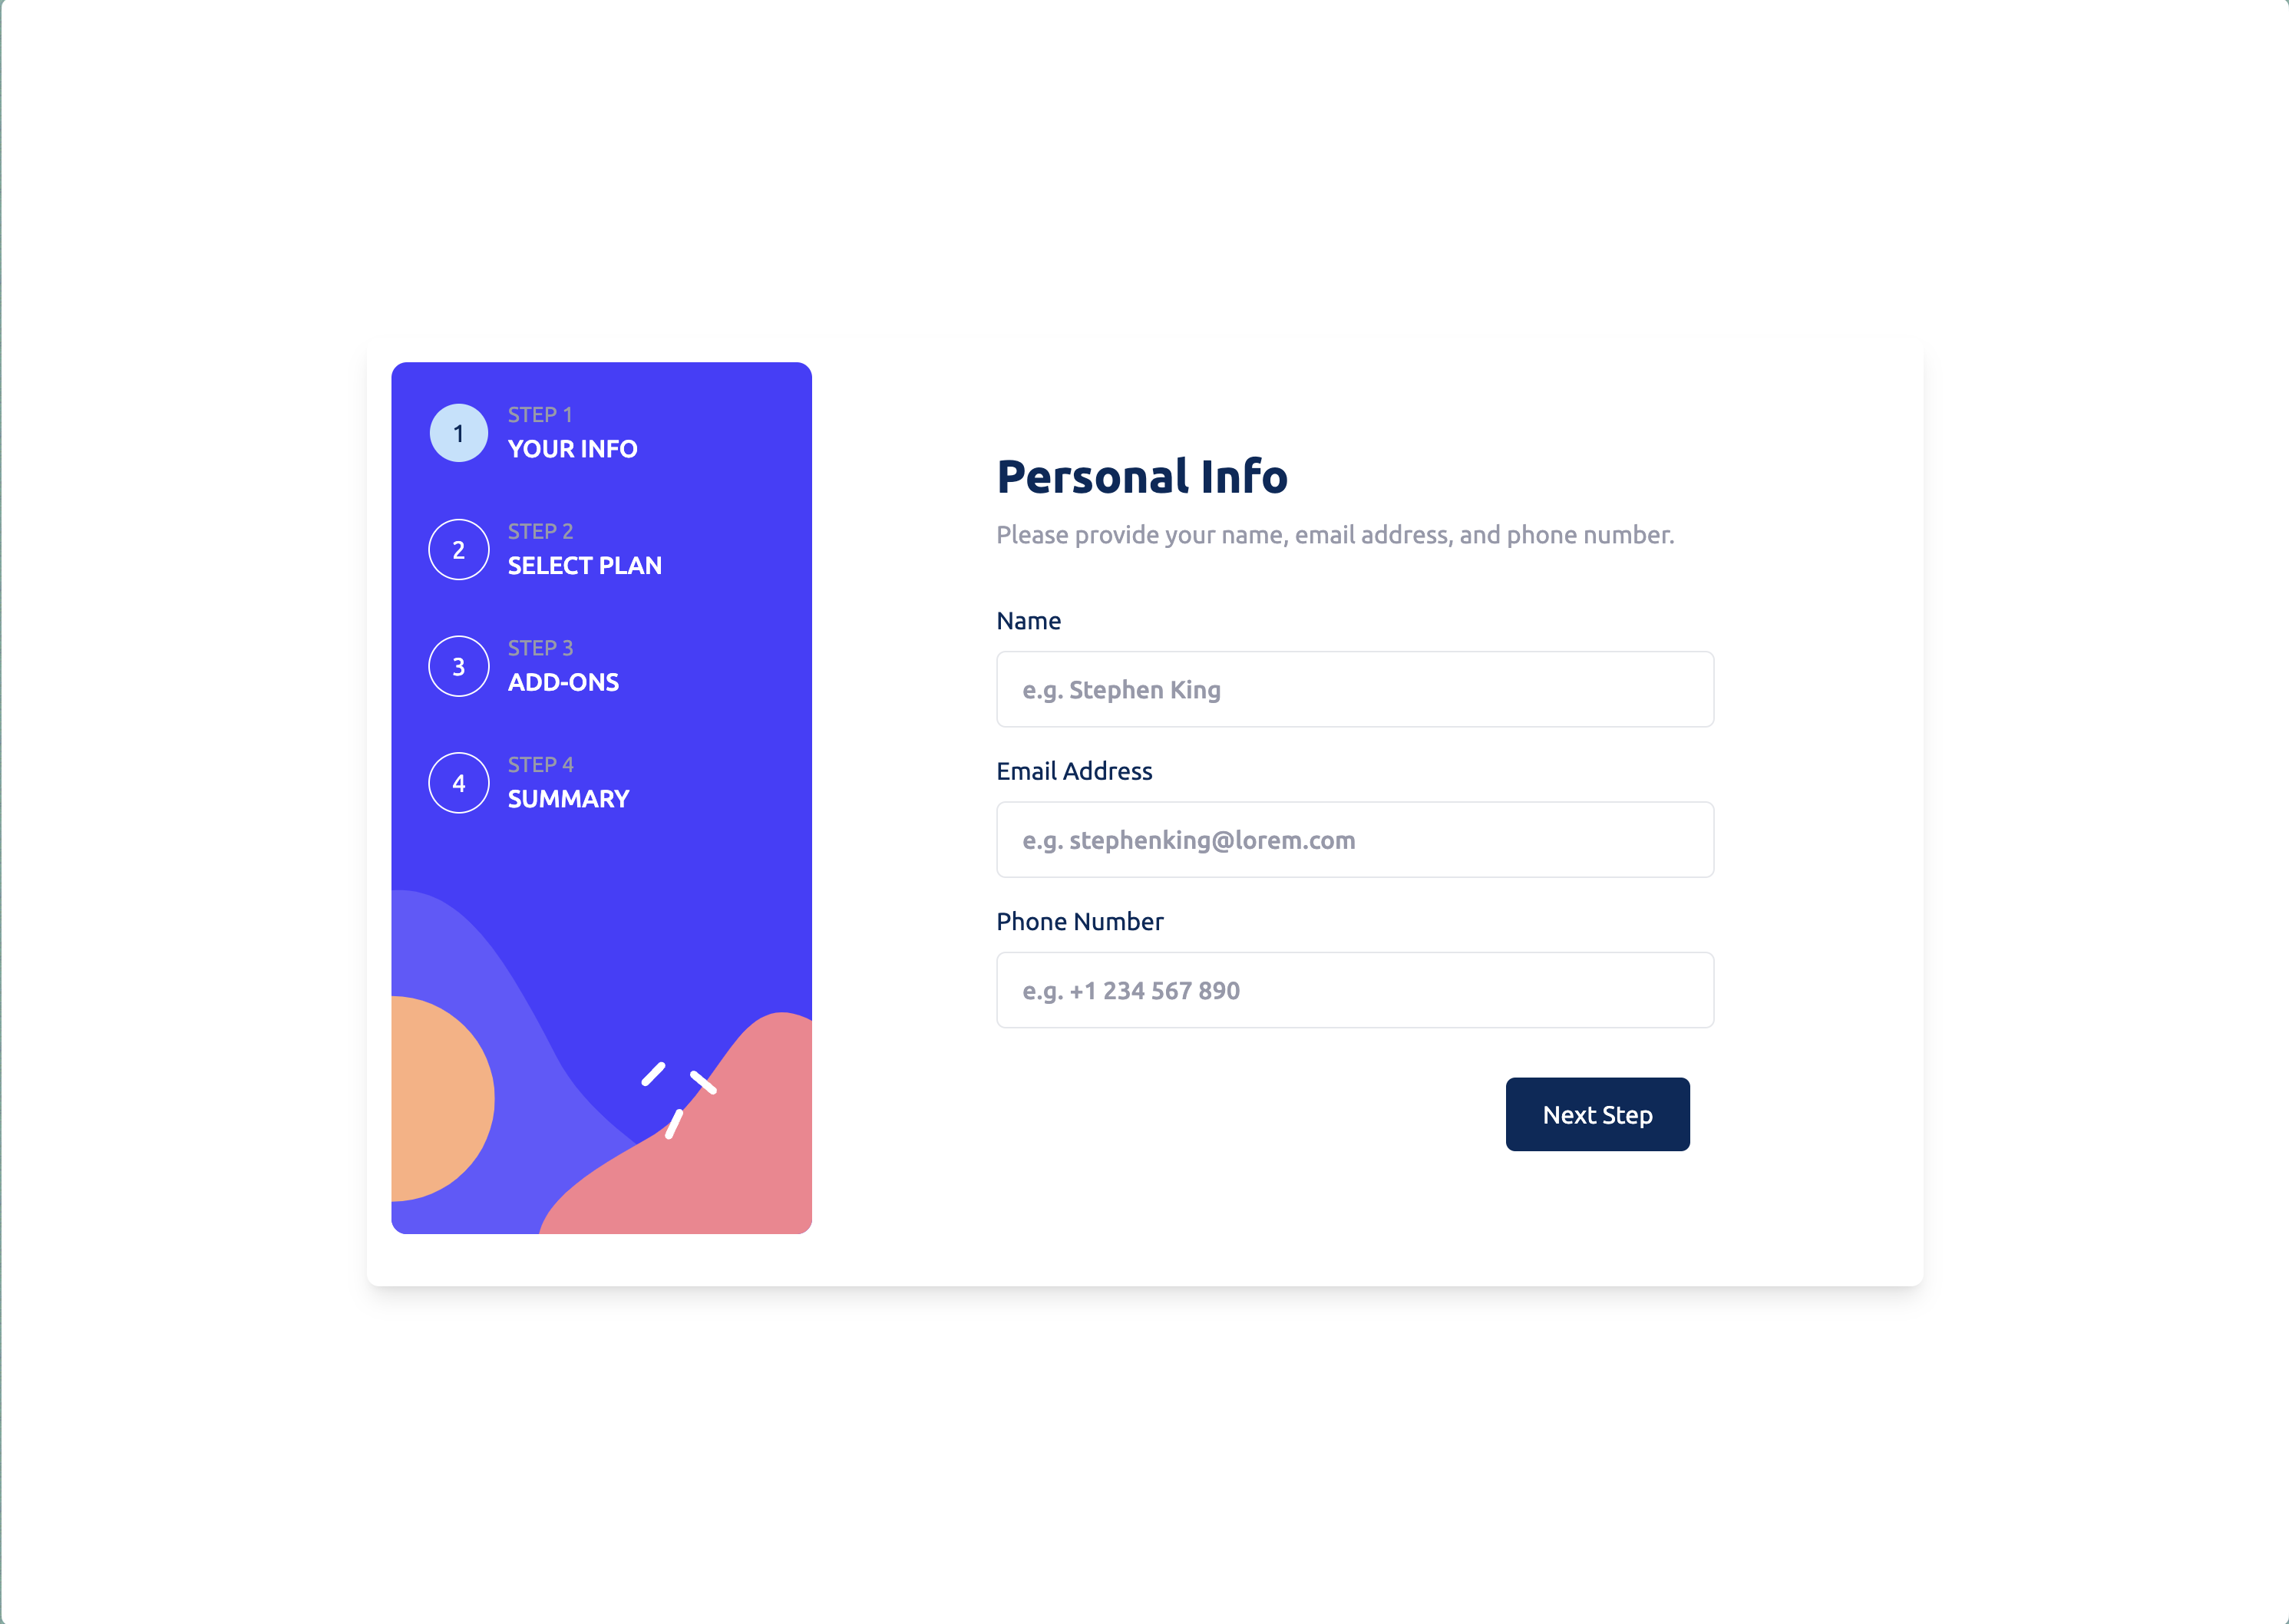 1
STEP 1
YOUR INFO
2
STEP 2
SELECT PLAN
3
STEP 3
ADD-ONS
4
STEP 4
SUMMARY
Personal Info
Please provide your name, email address, and phone number.
Name
e.g. Stephen King
Email Address
e.g. stephenking@lorem.com
Phone Number
e.g. +1 234 567 890
Next Step